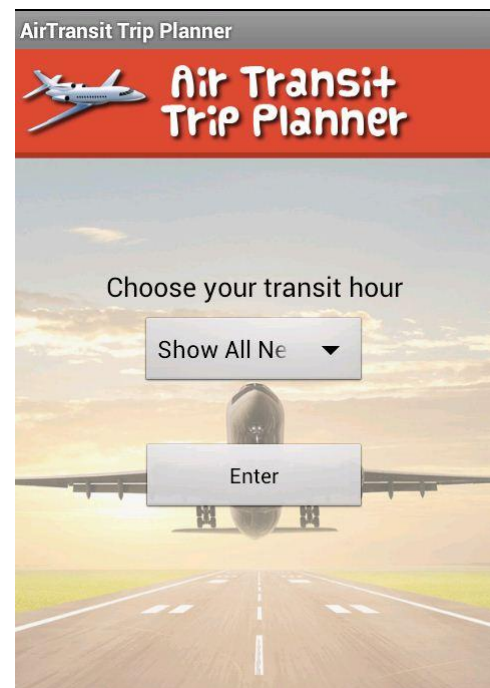 AirTransit Trip Planner
Air Transit
Trip Planner
Choose your transit hour
Show All Ne
Enter